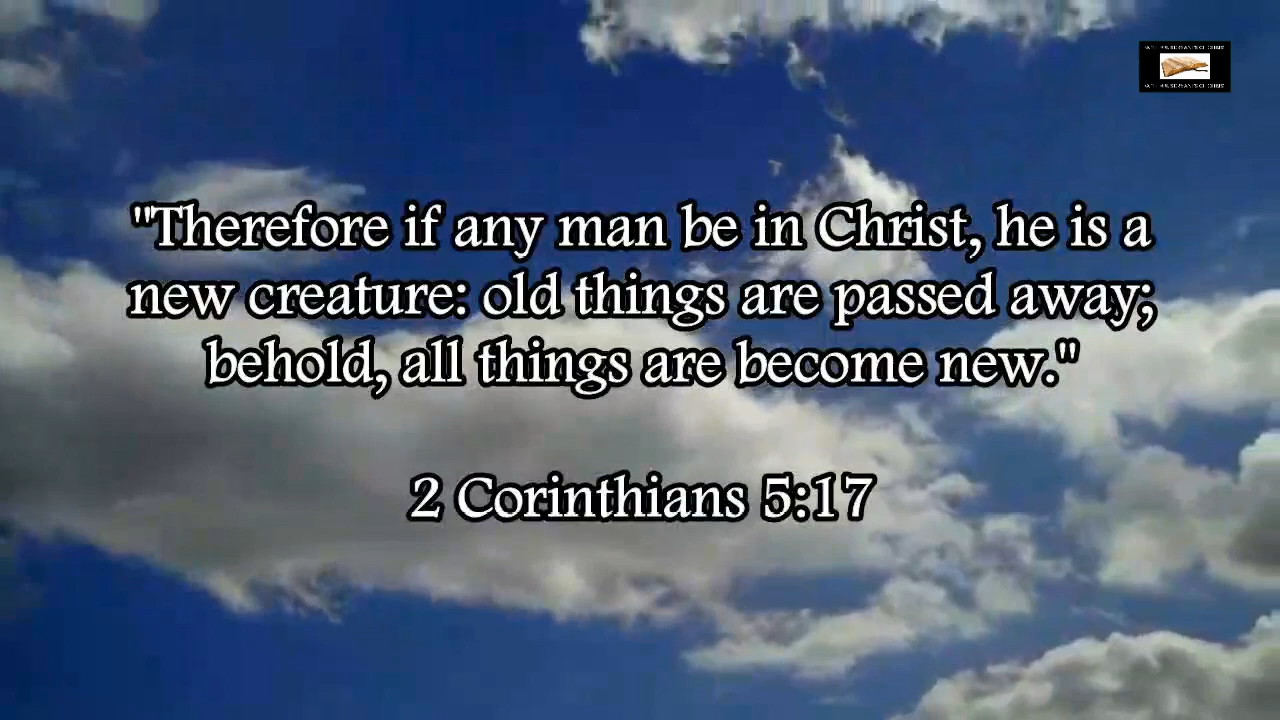 "Therefore if any man be in Christ, he is a
new creature: old things are passed away;
behold, all things are become new."
2 Corinthians 5:17